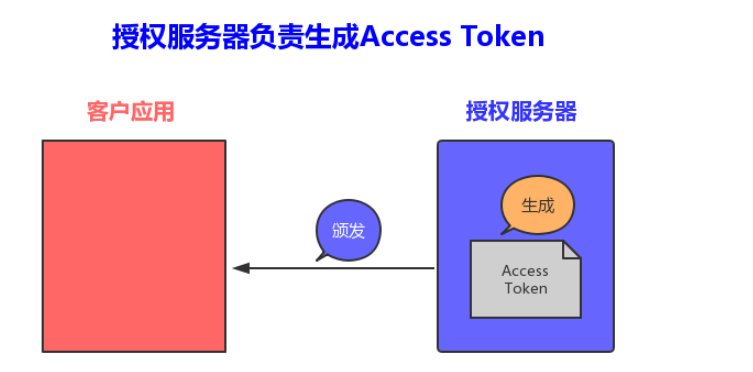 授权服务器负责生成Access Token
客户应用
授权服务器
生成
颁发
Access
Token